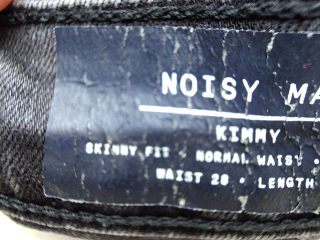 NOISY MA
KIMMY
SKINNY FIT • NORMAL WAIST •
WAIST 28 • LENGTH